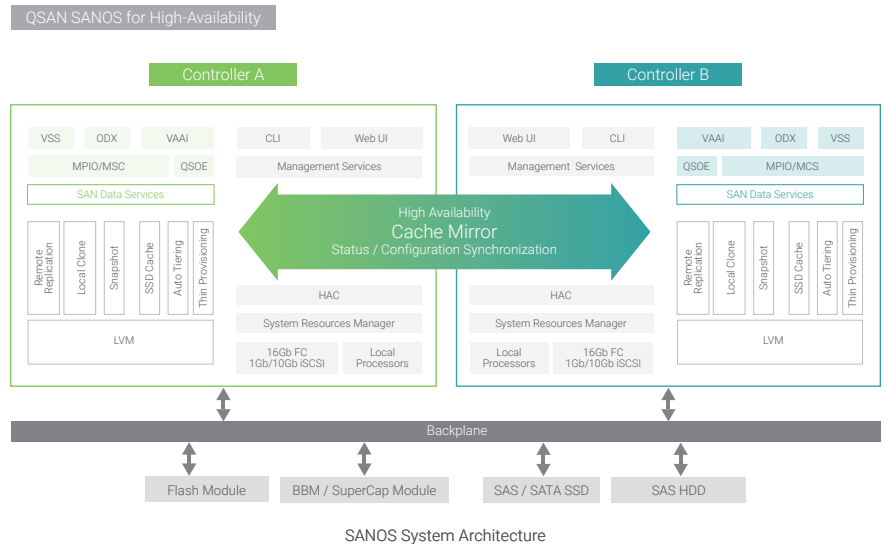 QSAN SANOS for High-Availability
Controller A
Controller B
VSS
ODX
VAAI
CLI
Web UI
MPIO/MSC
QSOE
Management Services
SAN Data Services
Remote
Replication
Local Clone
Snapshot
SSD Cache
Auto Tiering
Thin Provisioning
LVM
High Availability
Cache Mirror
Status / Configuration Synchronization
HAC
System Resources Manager
16Gb FC
1Gb/10Gb iSCSI
Local
Processors
Web UI
CLI
VAAI
ODX
VSS
Management Services
QSOE
MPIO/MCS
SAN Data Services
HAC
System Resources Manager
Local
Processors
16Gb FC
1Gb/10Gb iSCSI
Remote
Replication
Local Clone
Snapshot
SSD Cache
Auto Tiering
Thin Provisioning
LVM
Backplane
Flash Module
BBM / SuperCap Module
SAS / SATA SSD
SAS HDD
SANOS System Architecture